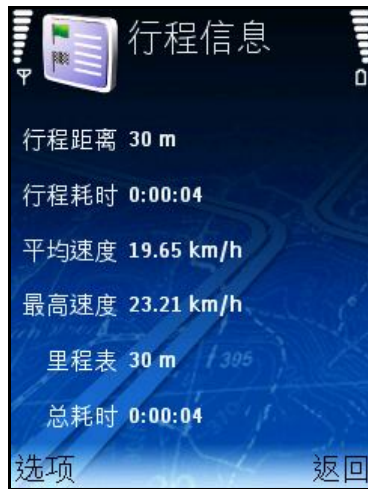 行程信息
行程距离 30 m
行程耗时 0:00:04
平均速度 19.65 km/h
最高速度 23.21 km/h
里程表 30 m
395
总耗时 0:00:04
选项 返回